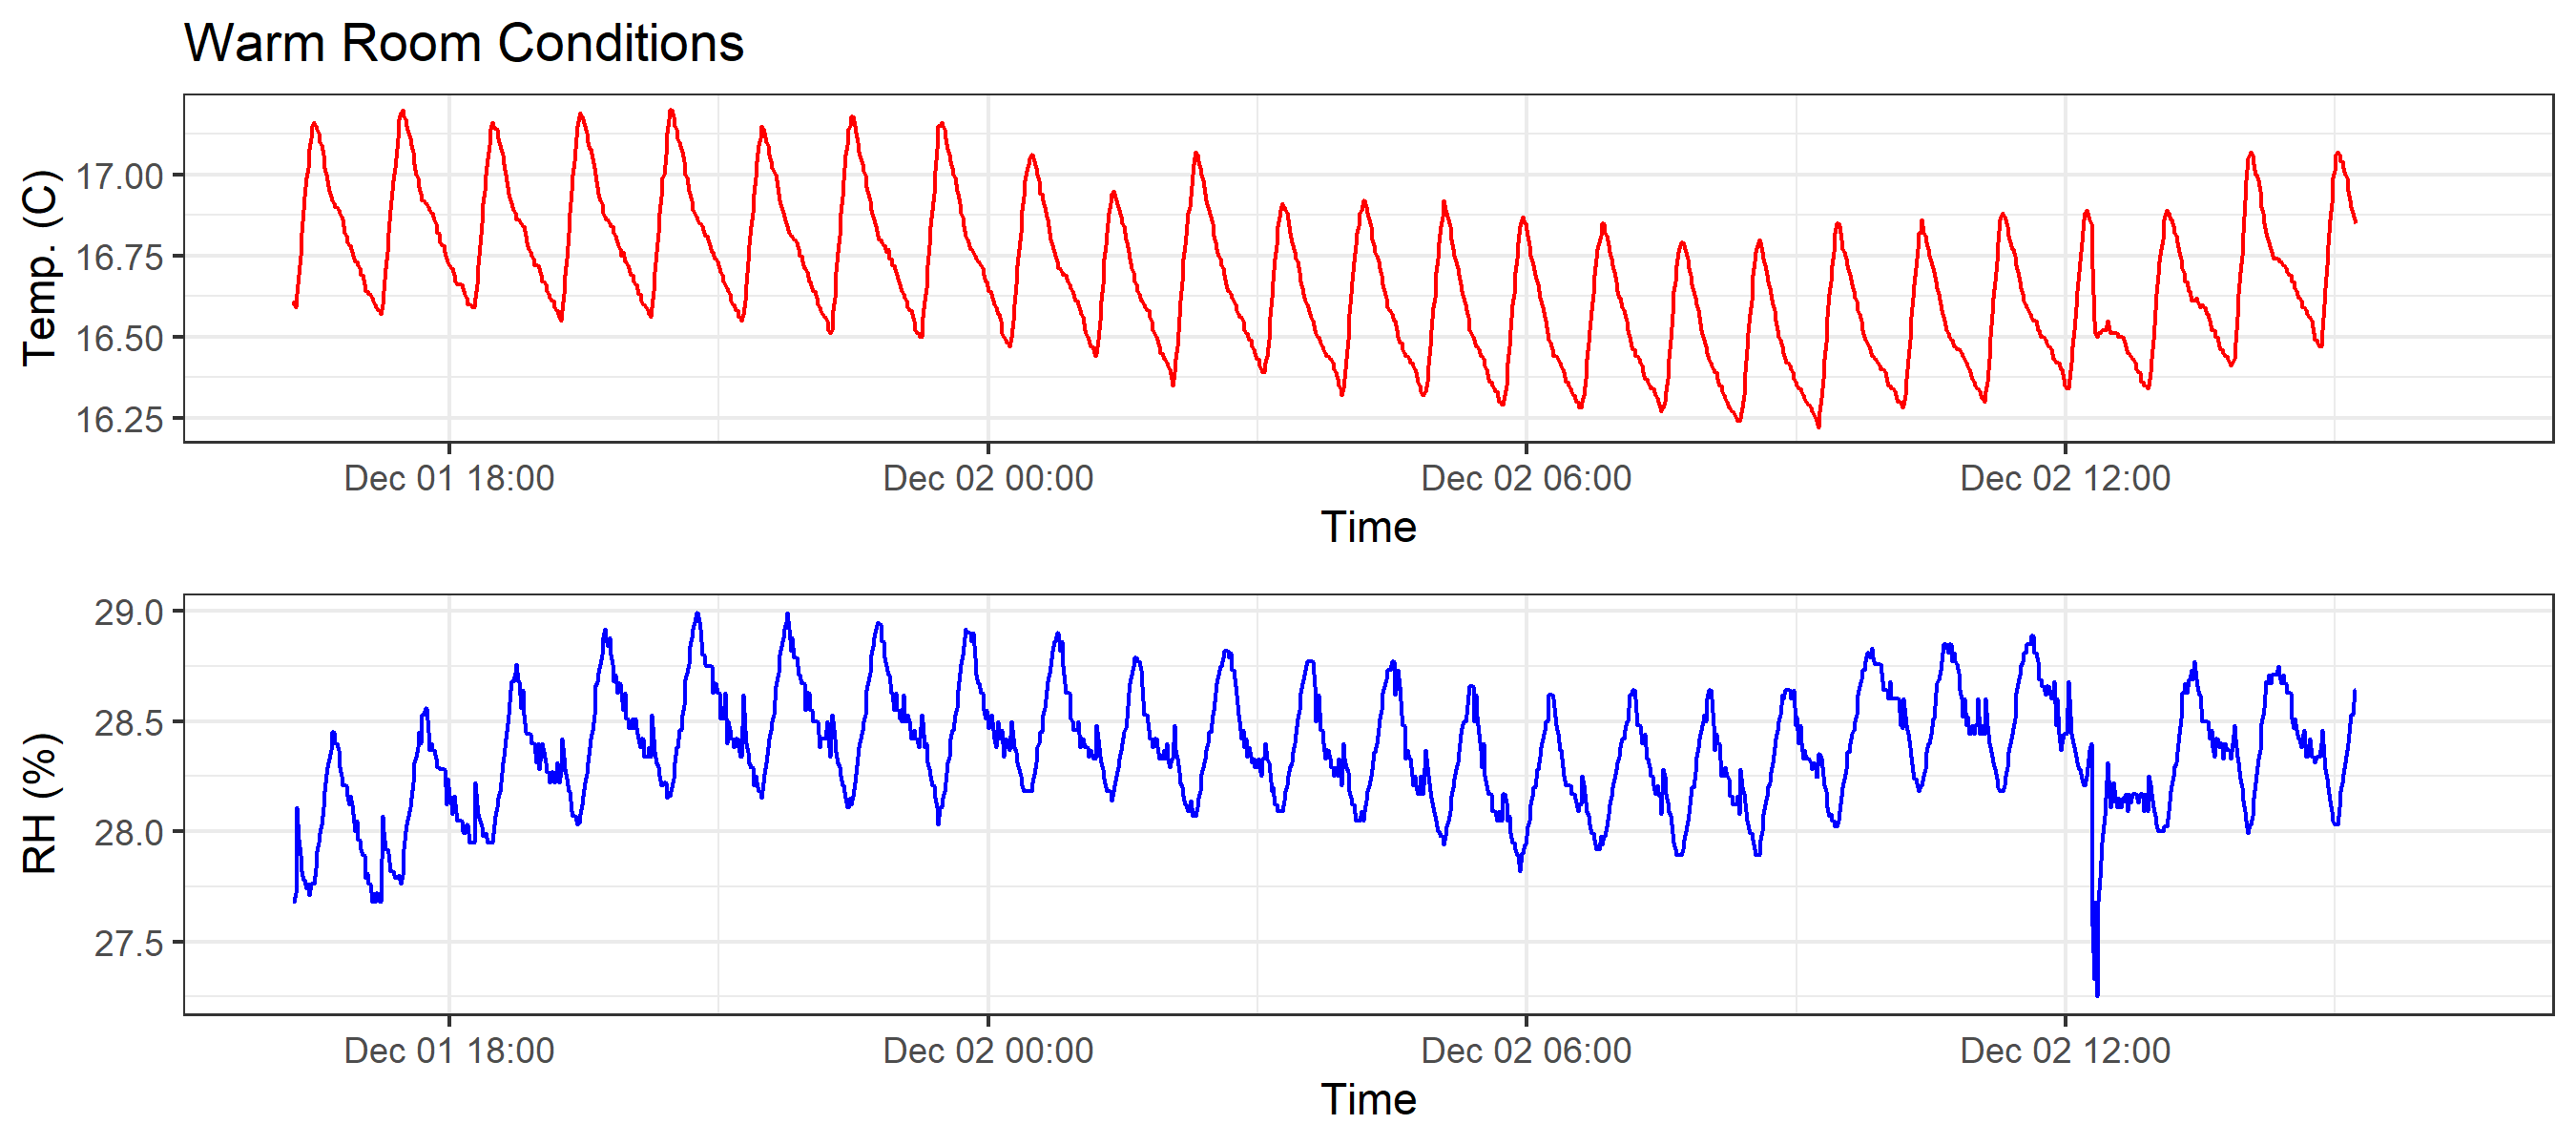 Warm Room Conditions
Temp. (C)
17.00
16.75
16.50
16.25
Dec 01 18:00 Dec 02 00:00 Dec 02 06:00 Dec 02 12:00
Time
RH (%)
29.0
28.5
28.0
27.5
Dec 01 18:00 Dec 02 00:00 Dec 02 06:00 Dec 02 12:00
Time